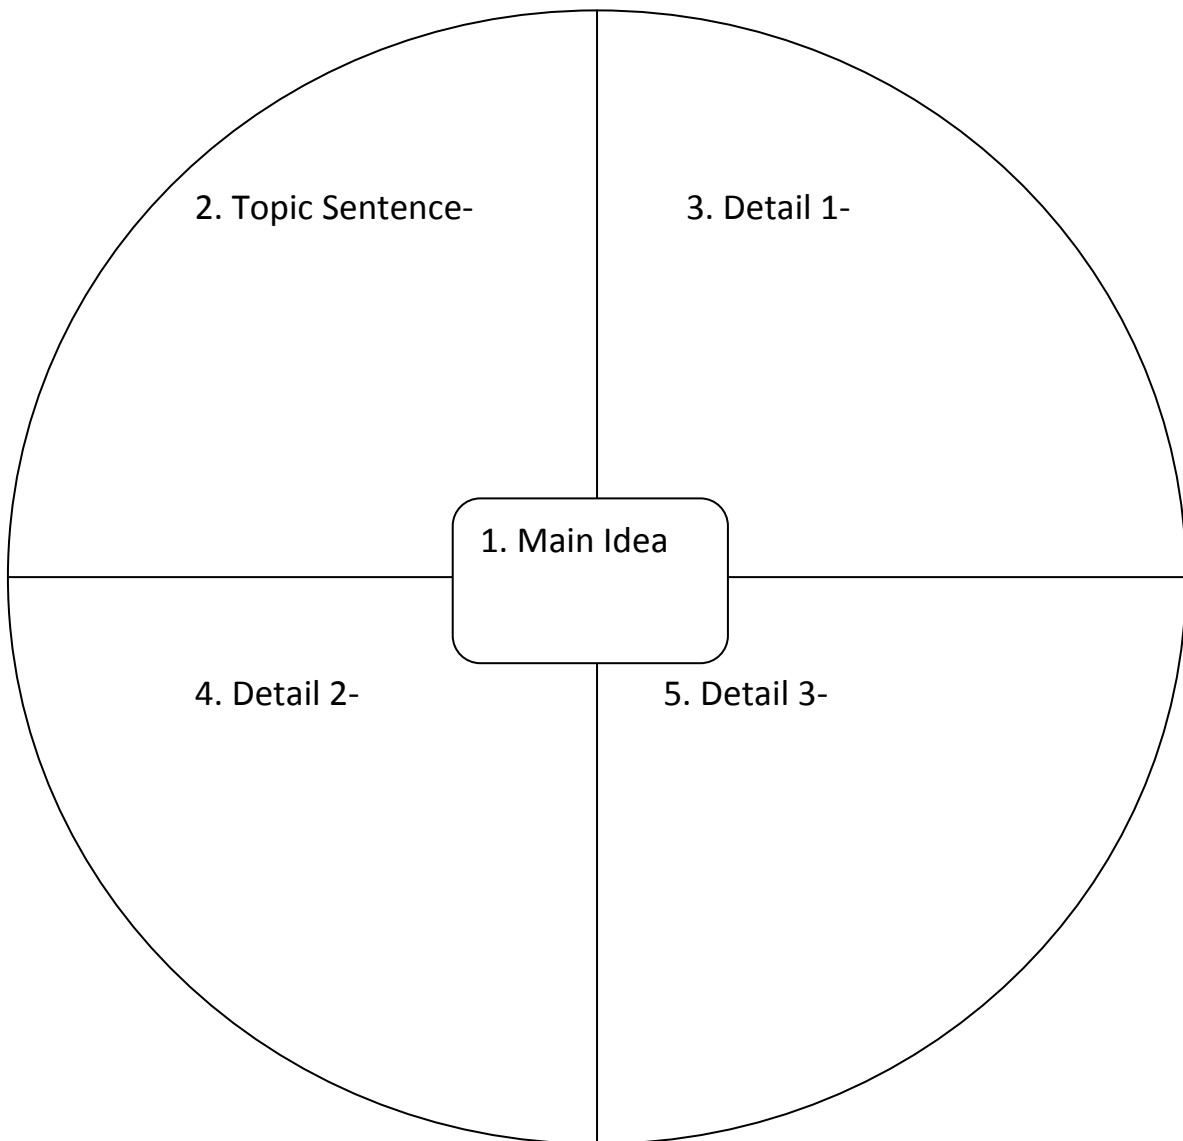 2. Topic Sentence-
3. Detail 1-
1. Main Idea
4. Detail 2-
5. Detail 3-